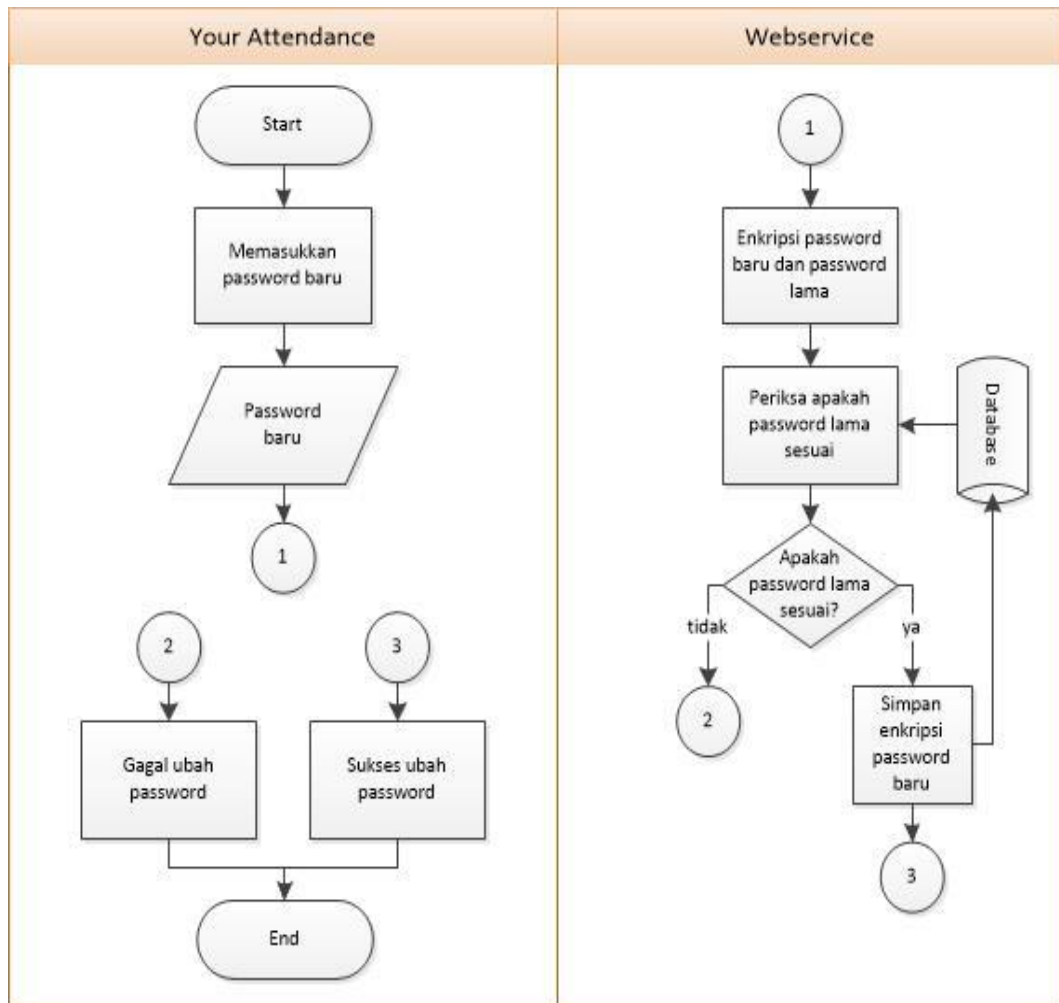 Your Attendance
Webservice
Start
Memasukkan
password baru
Password
baru
1
2
3
Gagal ubah
password
Sukses ubah
password
End
1
Enkripsi password
baru dan password
lama
Periksa apakah
password lama
sesuai
Database
Apakah
password lama
sesuai?
tidak
ya
2
Simpan
enkripsi
password
baru
3